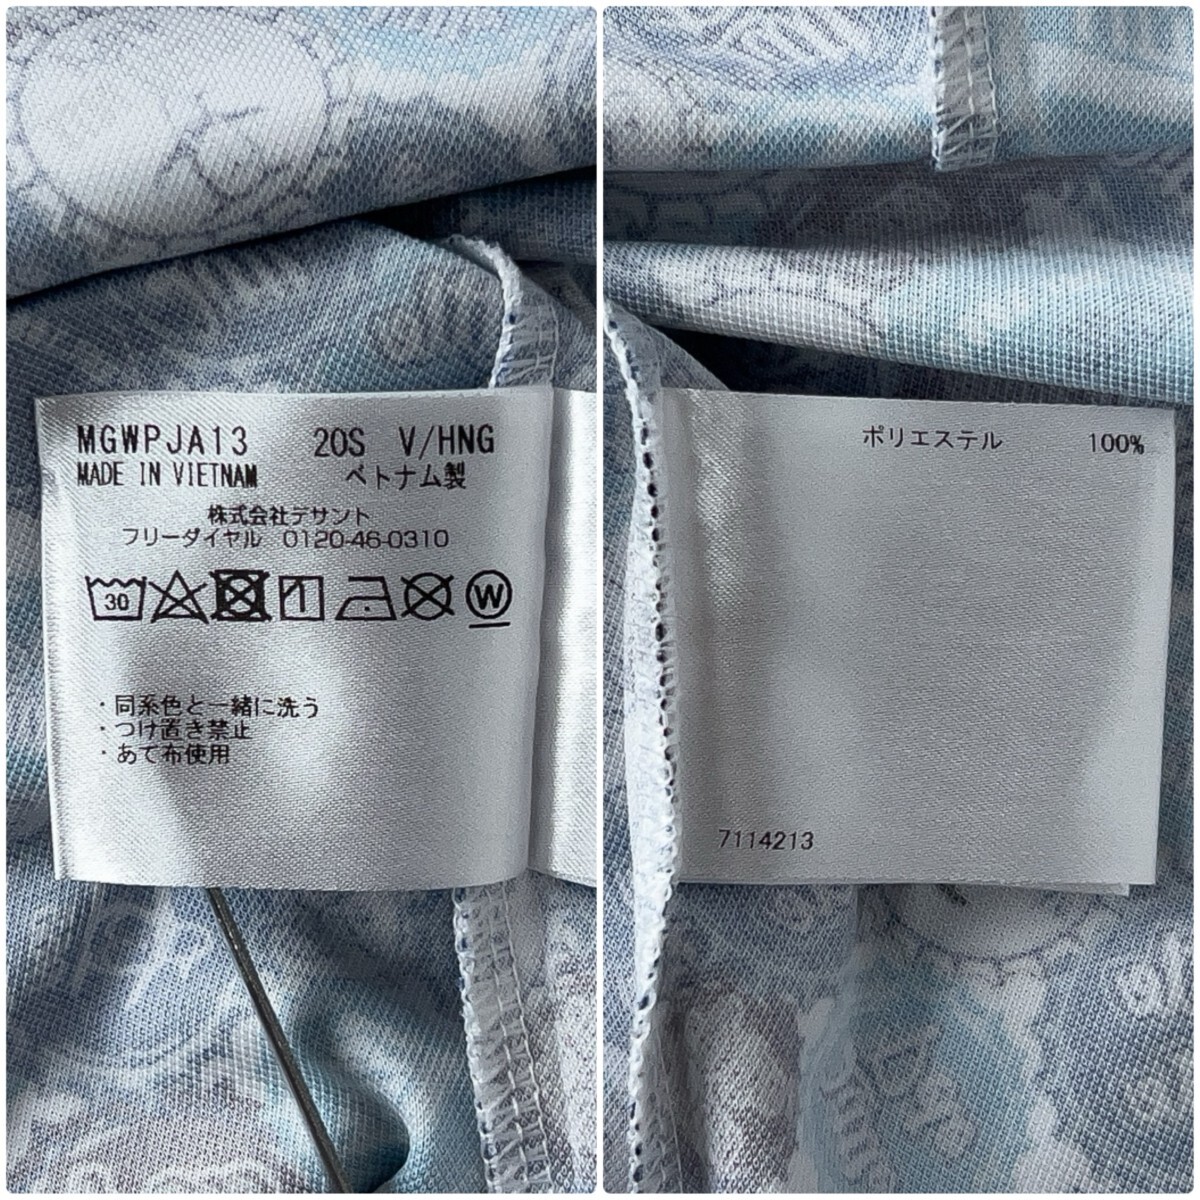 MGWPJA13 20S V/HNG
MADE IN VIETNAM ベトナム製
株式会社デサント
フリーダイヤル 0120-46-0310
30
W
・同系色と一緒に洗う
・つけ置き禁止
・あて布使用
ポリエステル 100%
7114213